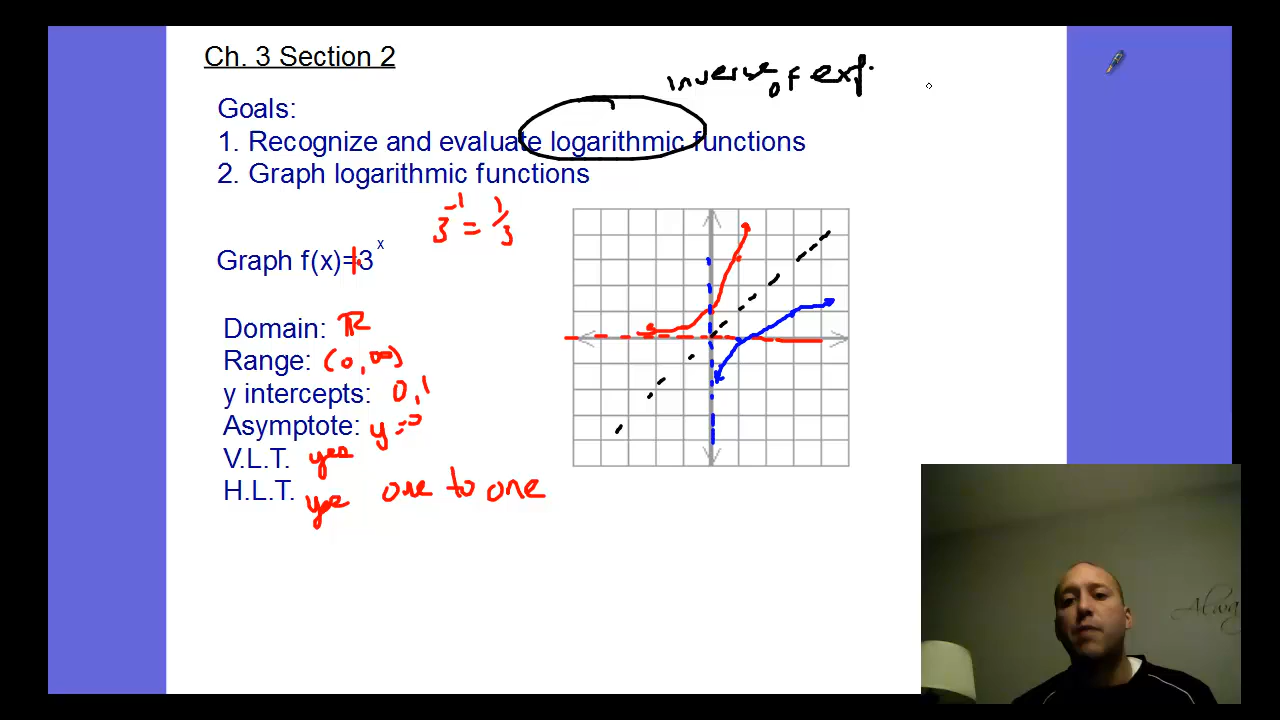 Ch. 3 Section 2
inverse of exp.
Goals:
1. Recognize and evaluate logarithmic functions
2. Graph logarithmic functions
3⁻¹ = 1/3
Graph f(x)=3ˣ
Domain: ℝ
Range: (0, ∞)
y intercepts: 0,1
Asymptote: y=0
V.L.T. yes
H.L.T. yes one to one